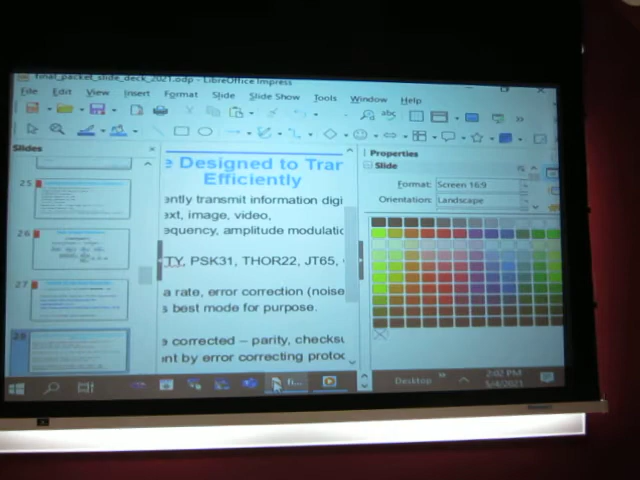 final_packet_slide_deck_2021.odp - LibreOffice Impress
File Edit View Insert Format Slide Slide Show Tools Window Help
Slides
25
26
27
28
e Designed to Tran
Efficiently
ently transmit information digi
ext, image, video,
equency, amplitude modulatio
TY, PSK31, THOR22, JT65,
a rate, error correction (noise
s best mode for purpose.
e corrected – parity, checksu
nt by error correcting protoc
Properties
Slide
Format: Screen 16:9
Orientation: Landscape
fi...
Desktop
2:02 PM